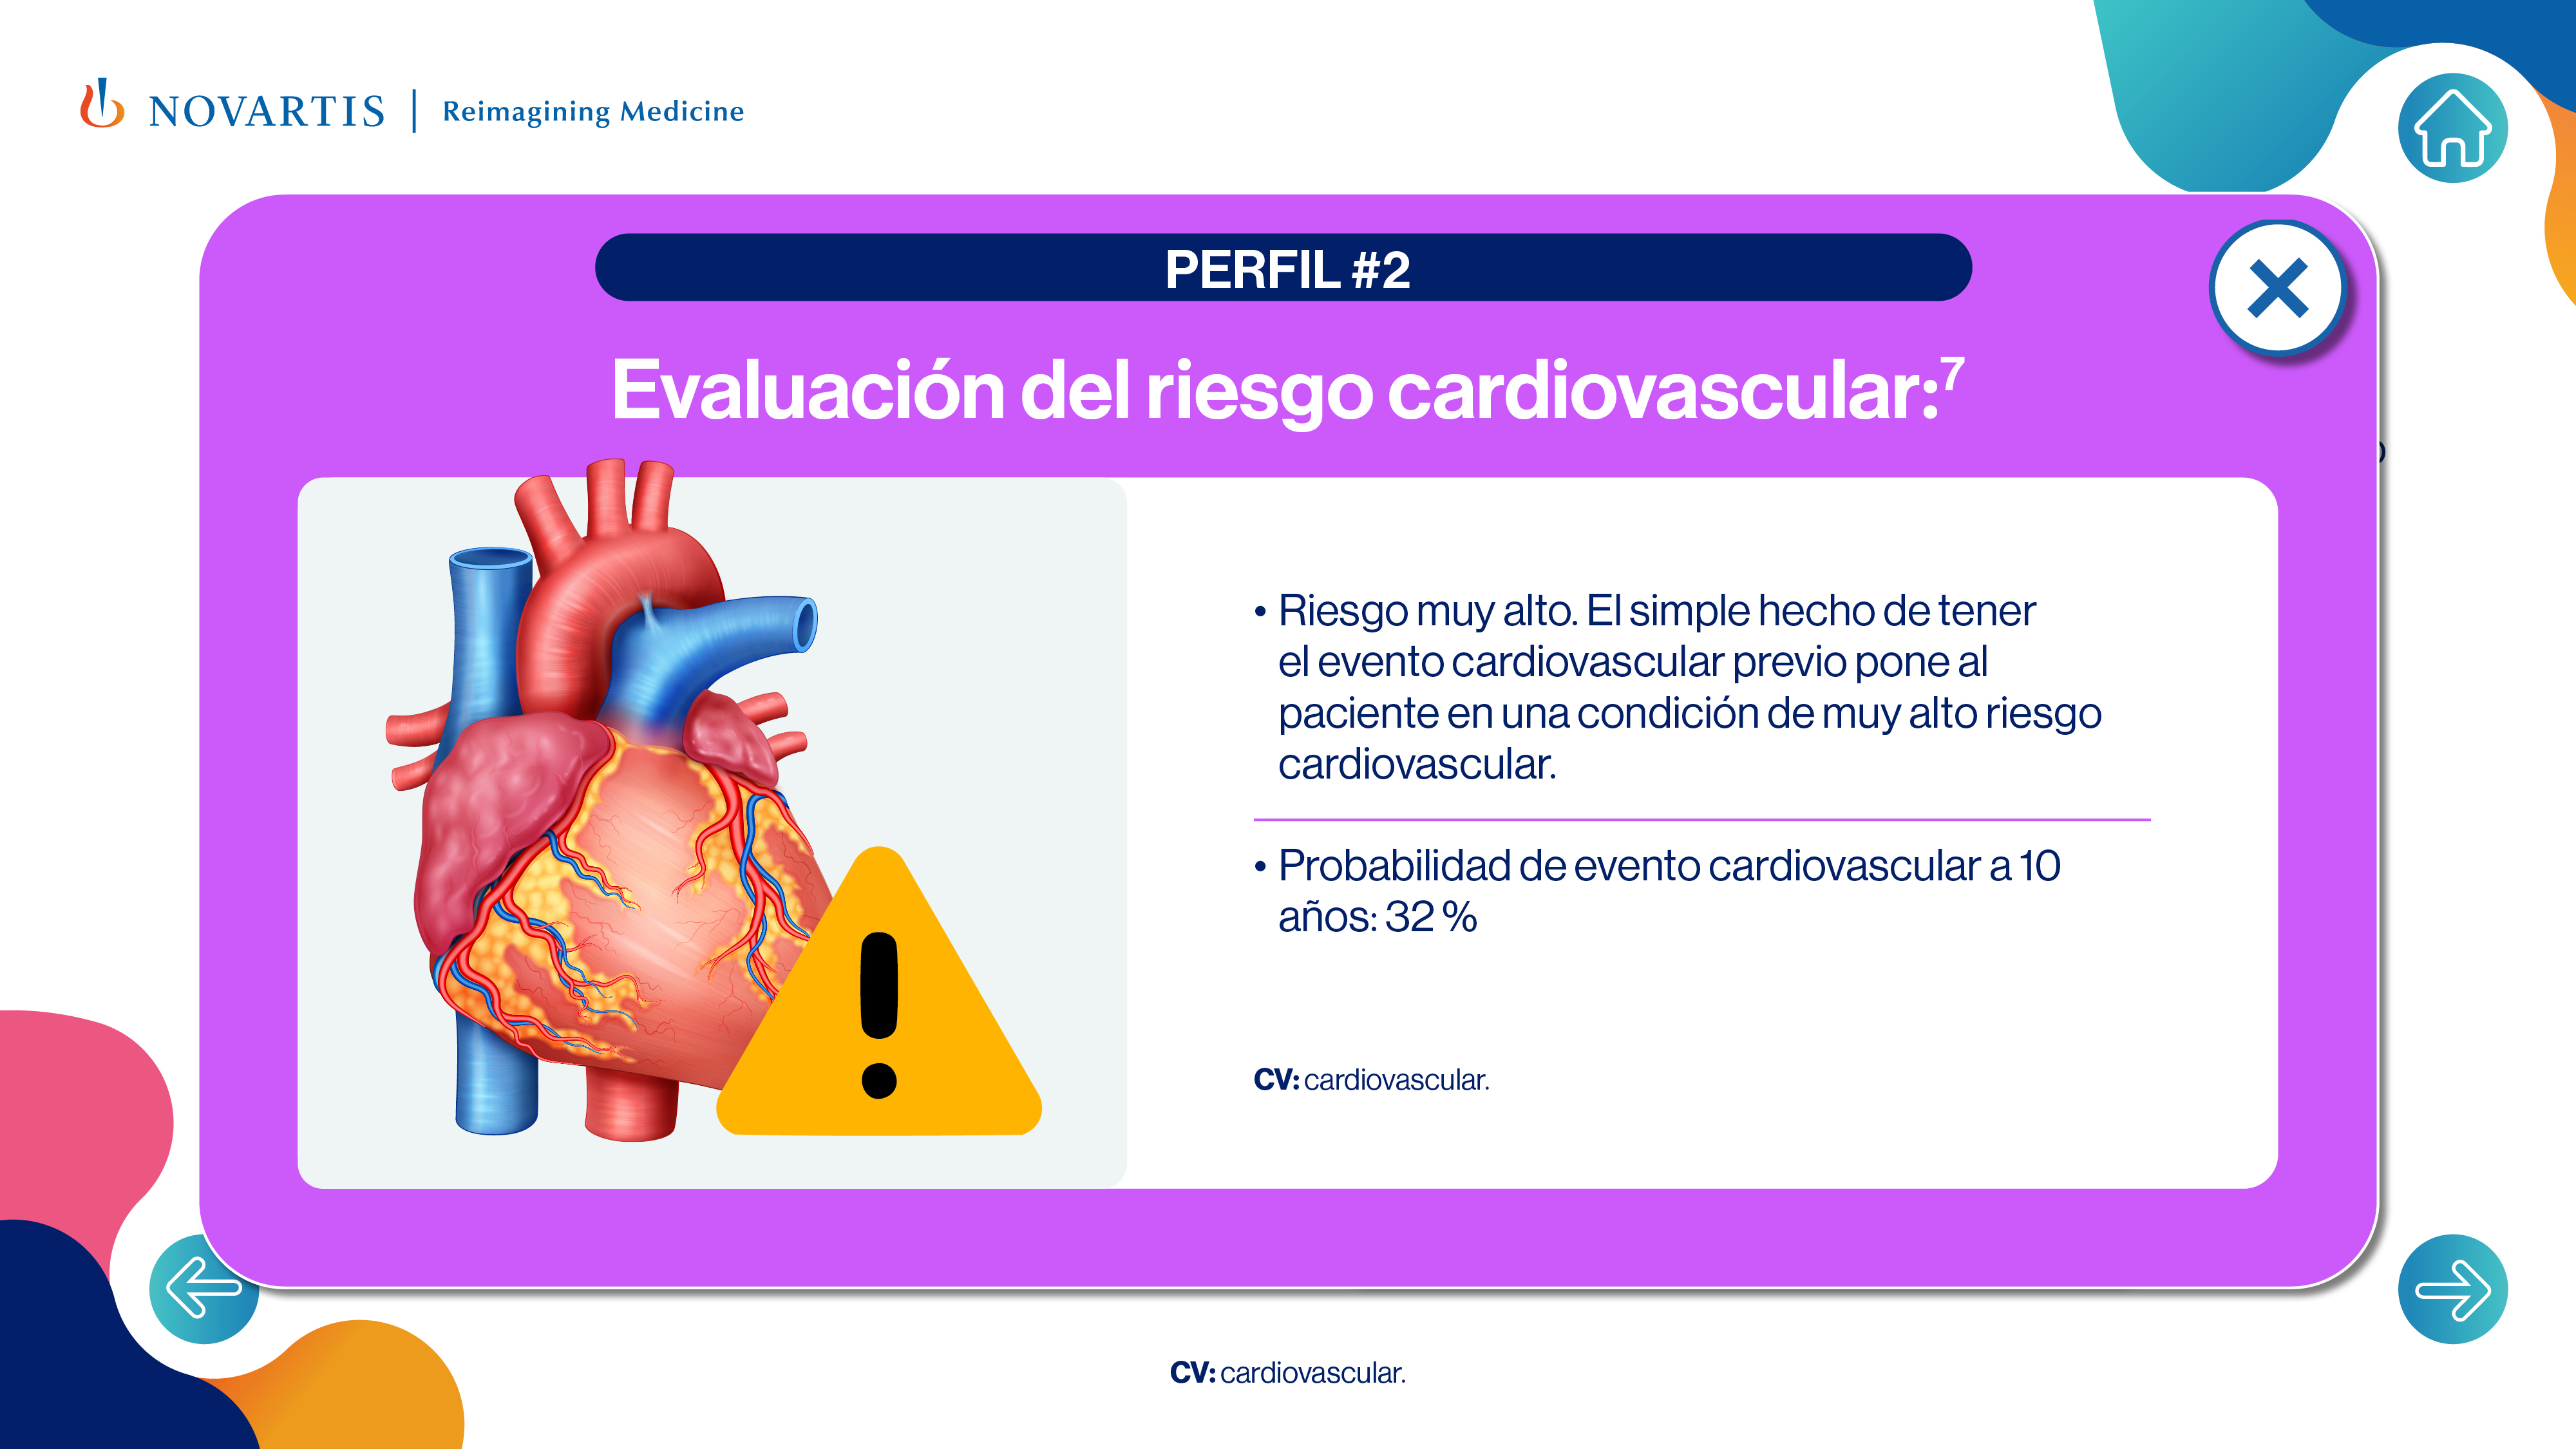 NOVARTIS | Reimagining Medicine
PERFIL #2
Evaluación del riesgo cardiovascular:⁷
• Riesgo muy alto. El simple hecho de tener
el evento cardiovascular previo pone al
paciente en una condición de muy alto riesgo
cardiovascular.
• Probabilidad de evento cardiovascular a 10
años: 32 %
CV: cardiovascular.
CV: cardiovascular.